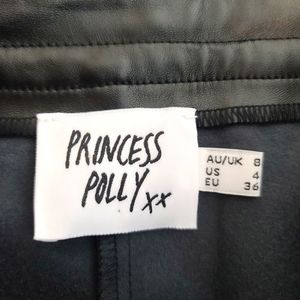 PRINCESS
POLLY xx
AU/UK 8
US 4
EU 36